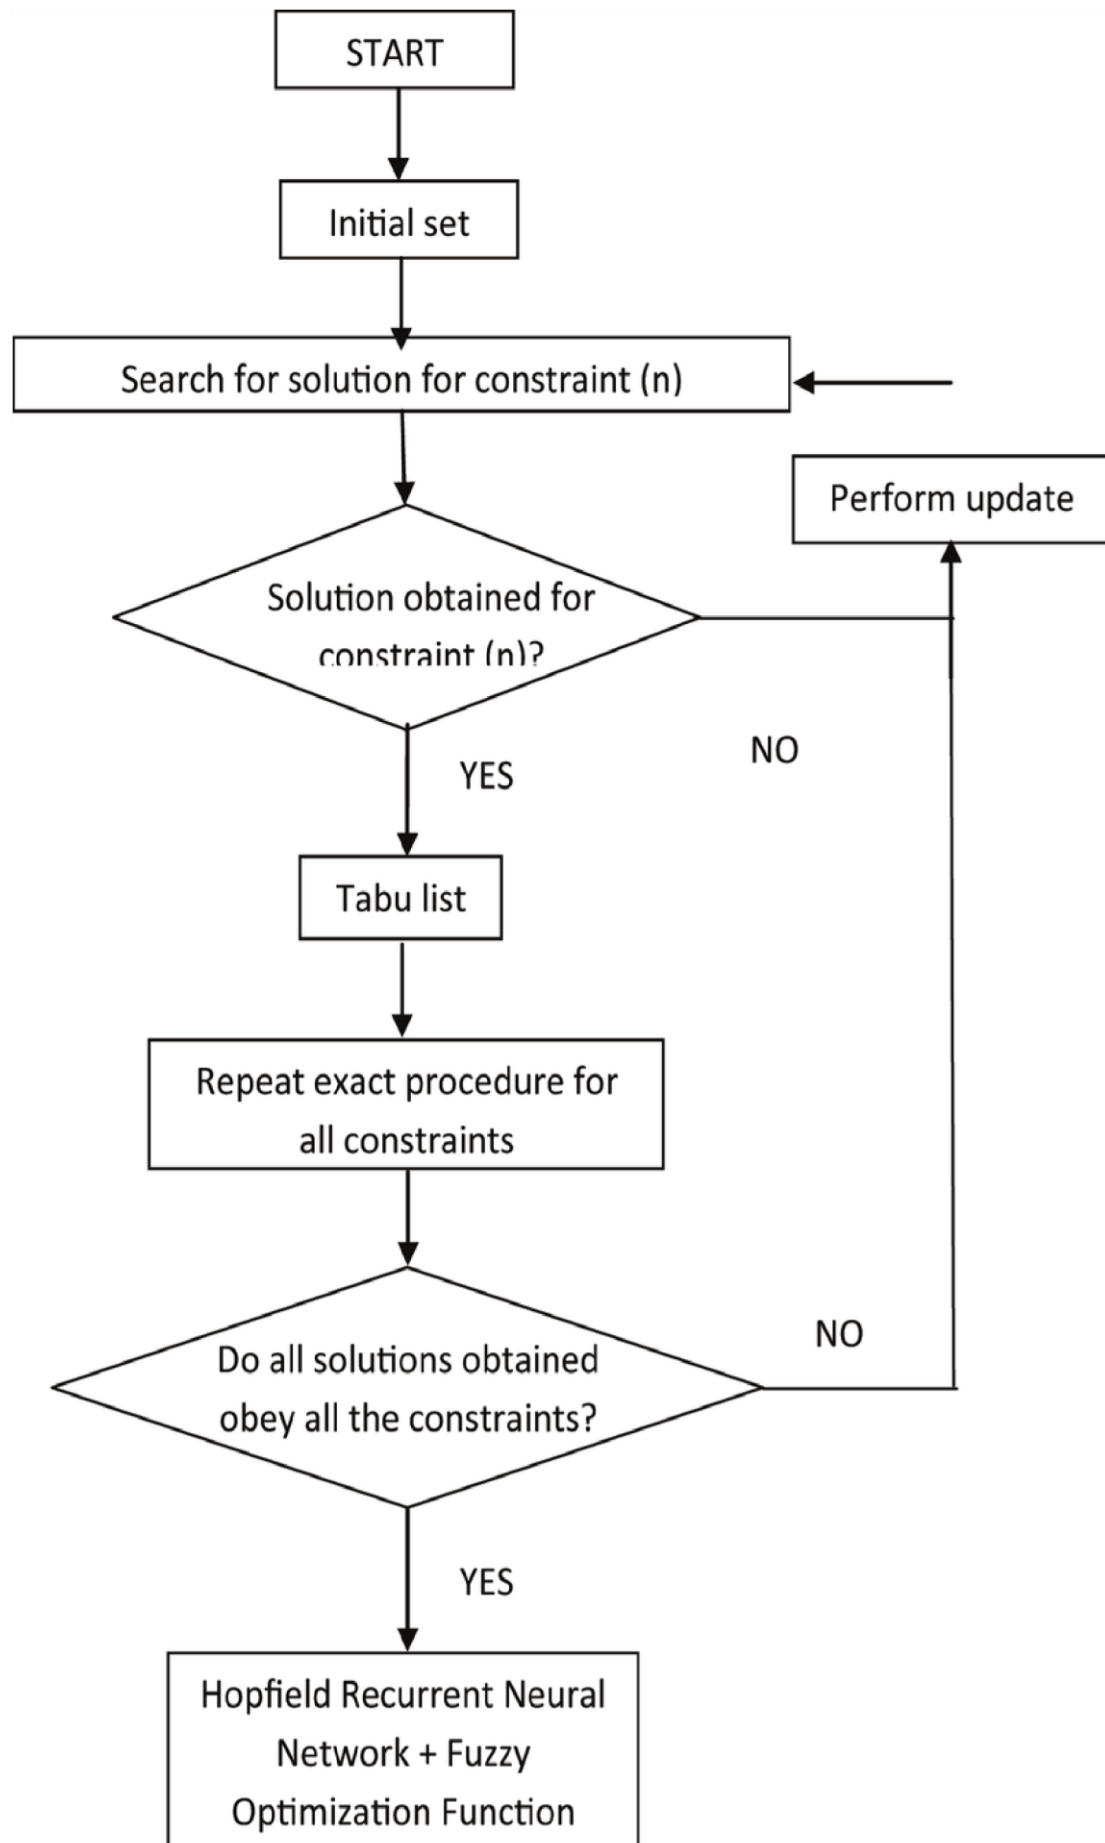 START
Initial set
Search for solution for constraint (n)
Perform update
Solution obtained for
constraint (n)?
NO
YES
Tabu list
Repeat exact procedure for
all constraints
NO
Do all solutions obtained
obey all the constraints?
YES
Hopfield Recurrent Neural
Network + Fuzzy
Optimization Function